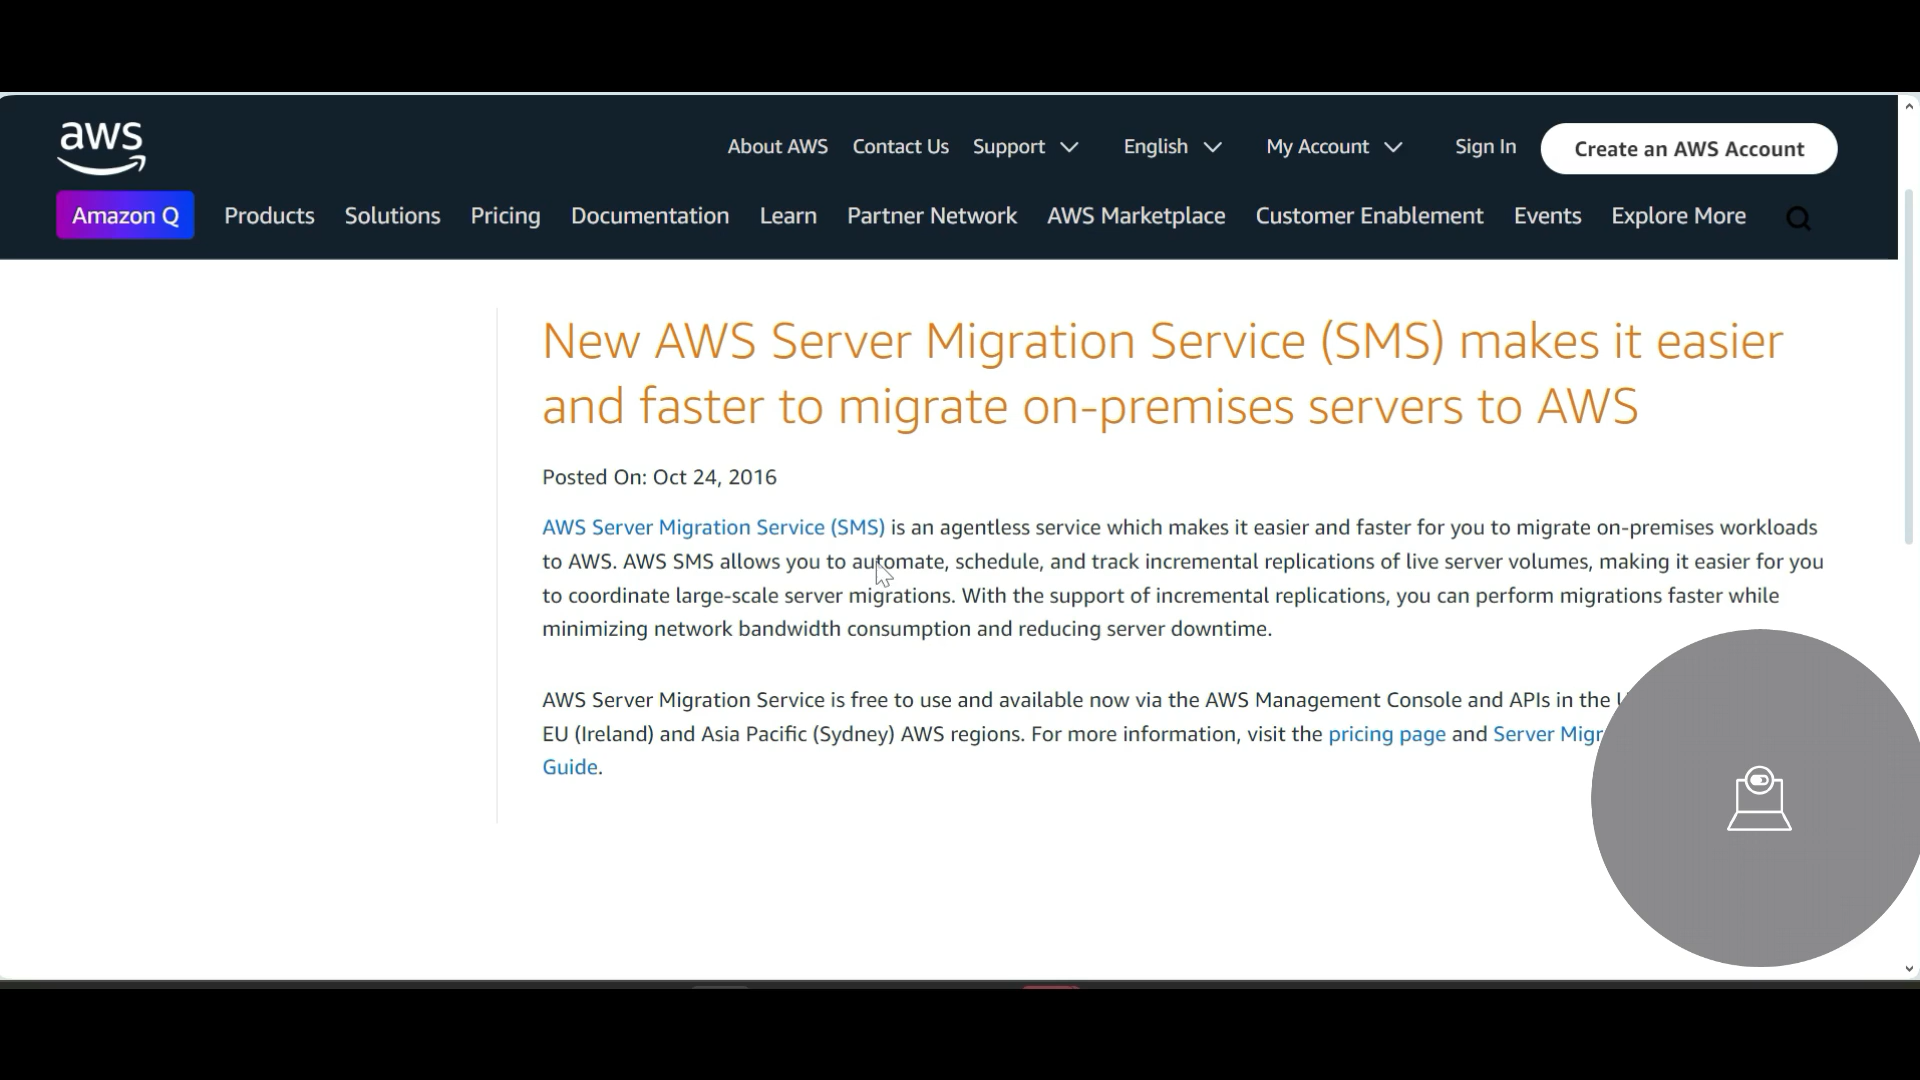 aws
About AWS Contact Us Support English My Account Sign In Create an AWS Account
Amazon Q Products Solutions Pricing Documentation Learn Partner Network AWS Marketplace Customer Enablement Events Explore More
New AWS Server Migration Service (SMS) makes it easier
and faster to migrate on-premises servers to AWS
Posted On: Oct 24, 2016
AWS Server Migration Service (SMS) is an agentless service which makes it easier and faster for you to migrate on-premises workloads
to AWS. AWS SMS allows you to automate, schedule, and track incremental replications of live server volumes, making it easier for you
to coordinate large-scale server migrations. With the support of incremental replications, you can perform migrations faster while
minimizing network bandwidth consumption and reducing server downtime.
AWS Server Migration Service is free to use and available now via the AWS Management Console and APIs in the
EU (Ireland) and Asia Pacific (Sydney) AWS regions. For more information, visit the pricing page and Server
Guide.